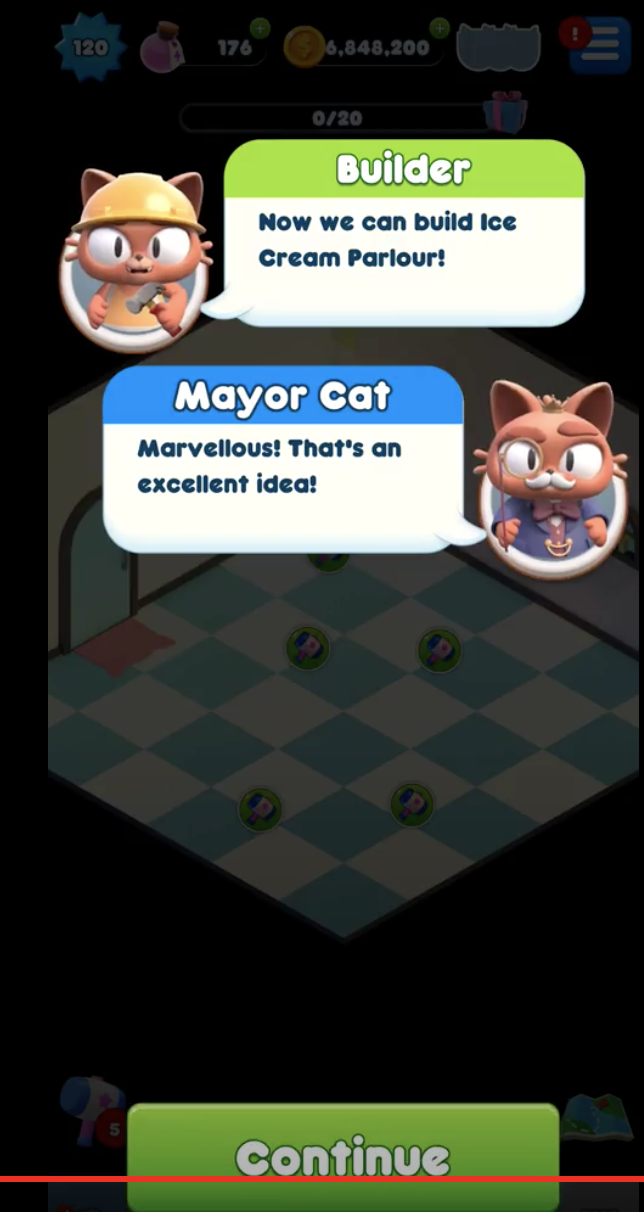 120
176
6,848,200
!
0/20
Builder
Now we can build Ice
Cream Parlour!
Mayor Cat
Marvellous! That's an
excellent idea!
5
Continue